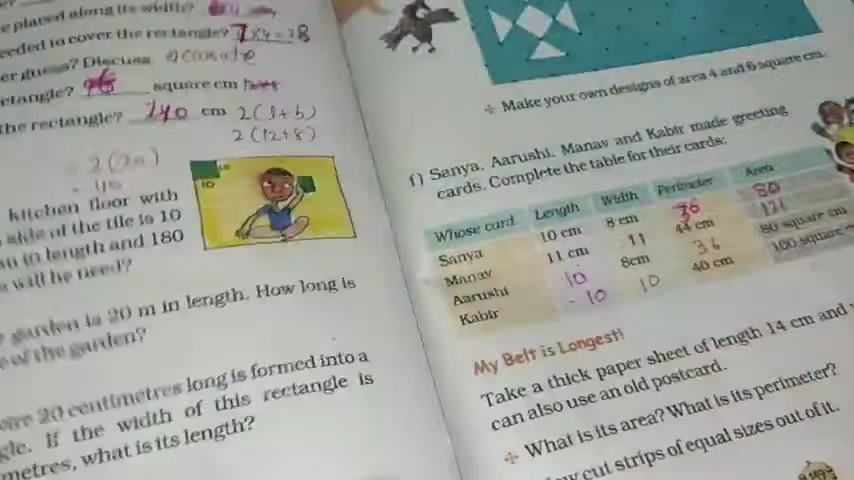 e placed along its width?
eeded to cover the rectangle? 7x4=28
er guess? Discuss
ctangle? square cm
the rectangle? 240 cm 2(l+b)
2(12+8)
= 2(20)
= 40
10
kitchen floor with
side of the tile is 10
in length and 180
will he need?
garden is 20 m in length. How long is
e of the garden?
20 centimetres long is formed into a
gle. If the width of this rectangle is
metres, what is its length?
✣ Make your own designs of area 4 and 6 square cm.
f) Sanya, Aarushi, Manav and Kabir made greeting
cards. Complete the table for their cards:
Whose card Length Width Perimeter Area
Sanya 10 cm 8 cm 36 80
Manav 11 cm 11 44 cm 121
Aarushi 10 8cm 36 80 square cm
Kabir 10 10 40 cm 100 square
My Belt is Longest!
Take a thick paper sheet of length 14 cm and
can also use an old postcard.
✣ What is its area? What is its perimeter?
cut strips of equal sizes out of it.